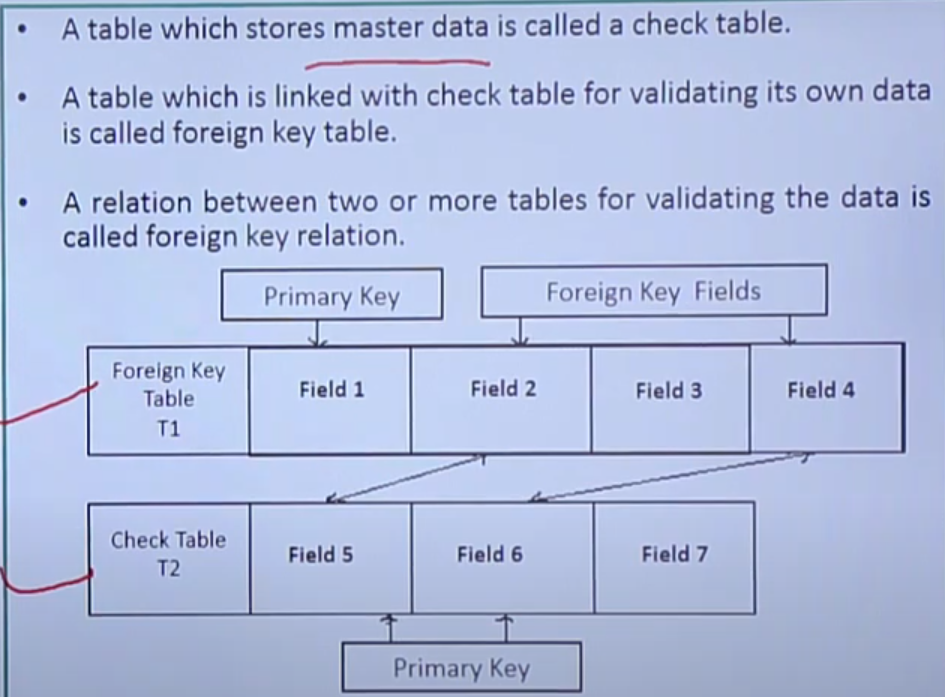 • A table which stores master data is called a check table.
• A table which is linked with check table for validating its own data
is called foreign key table.
• A relation between two or more tables for validating the data is
called foreign key relation.
Primary Key
Foreign Key Fields
Foreign Key
Table
T1
Field 1
Field 2
Field 3
Field 4
Check Table
T2
Field 5
Field 6
Field 7
Primary Key